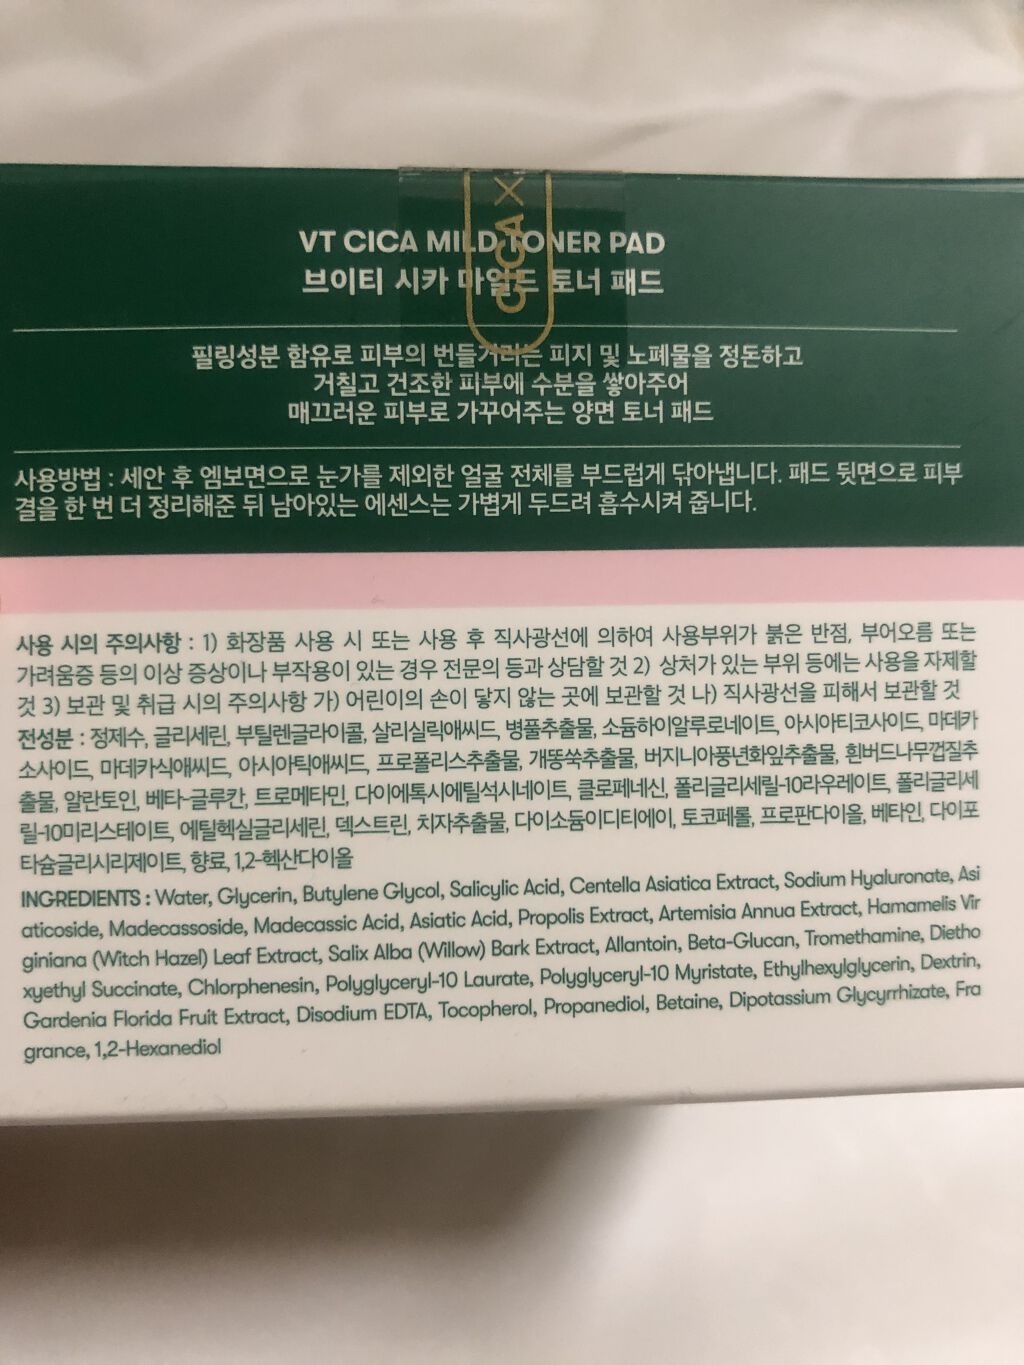 VT CICA MILD TONER PAD
브이티 시카 마일드 토너 패드
CICA X
필링성분 함유로 피부의 번들거리는 피지 및 노폐물을 정돈하고
거칠고 건조한 피부에 수분을 쌓아주어
매끄러운 피부로 가꾸어주는 양면 토너 패드
사용방법 : 세안 후 엠보면으로 눈가를 제외한 얼굴 전체를 부드럽게 닦아냅니다. 패드 뒷면으로 피부
결을 한 번 더 정리해준 뒤 남아있는 에센스는 가볍게 두드려 흡수시켜 줍니다.
사용 시의 주의사항 : 1) 화장품 사용 시 또는 사용 후 직사광선에 의하여 사용부위가 붉은 반점, 부어오름 또는
가려움증 등의 이상 증상이나 부작용이 있는 경우 전문의 등과 상담할 것 2) 상처가 있는 부위 등에는 사용을 자제할
것 3) 보관 및 취급 시의 주의사항 가) 어린이의 손이 닿지 않는 곳에 보관할 것 나) 직사광선을 피해서 보관할 것
전성분 : 정제수, 글리세린, 부틸렌글라이콜, 살리실릭애씨드, 병풀추출물, 소듐하이알루로네이트, 아시아티코사이드, 마데카
소사이드, 마데카식애씨드, 아시아틱애씨드, 프로폴리스추출물, 개똥쑥추출물, 버지니아풍년화잎추출물, 흰버드나무껍질추
출물, 알란토인, 베타-글루칸, 트로메타민, 다이에톡시에틸석시네이트, 클로페네신, 폴리글리세릴-10라우레이트, 폴리글리세
릴-10미리스테이트, 에틸헥실글리세린, 덱스트린, 치자추출물, 다이소듐이디티에이, 토코페롤, 프로판다이올, 베타인, 다이포
타슘글리시리제이트, 향료, 1,2-헥산다이올
INGREDIENTS : Water, Glycerin, Butylene Glycol, Salicylic Acid, Centella Asiatica Extract, Sodium Hyaluronate, Asi
aticoside, Madecassoside, Madecassic Acid, Asiatic Acid, Propolis Extract, Artemisia Annua Extract, Hamamelis Vir
giniana (Witch Hazel) Leaf Extract, Salix Alba (Willow) Bark Extract, Allantoin, Beta-Glucan, Tromethamine, Dietho
xyethyl Succinate, Chlorphenesin, Polyglyceryl-10 Laurate, Polyglyceryl-10 Myristate, Ethylhexylglycerin, Dextrin,
Gardenia Florida Fruit Extract, Disodium EDTA, Tocopherol, Propanediol, Betaine, Dipotassium Glycyrrhizate, Fra
grance, 1,2-Hexanediol